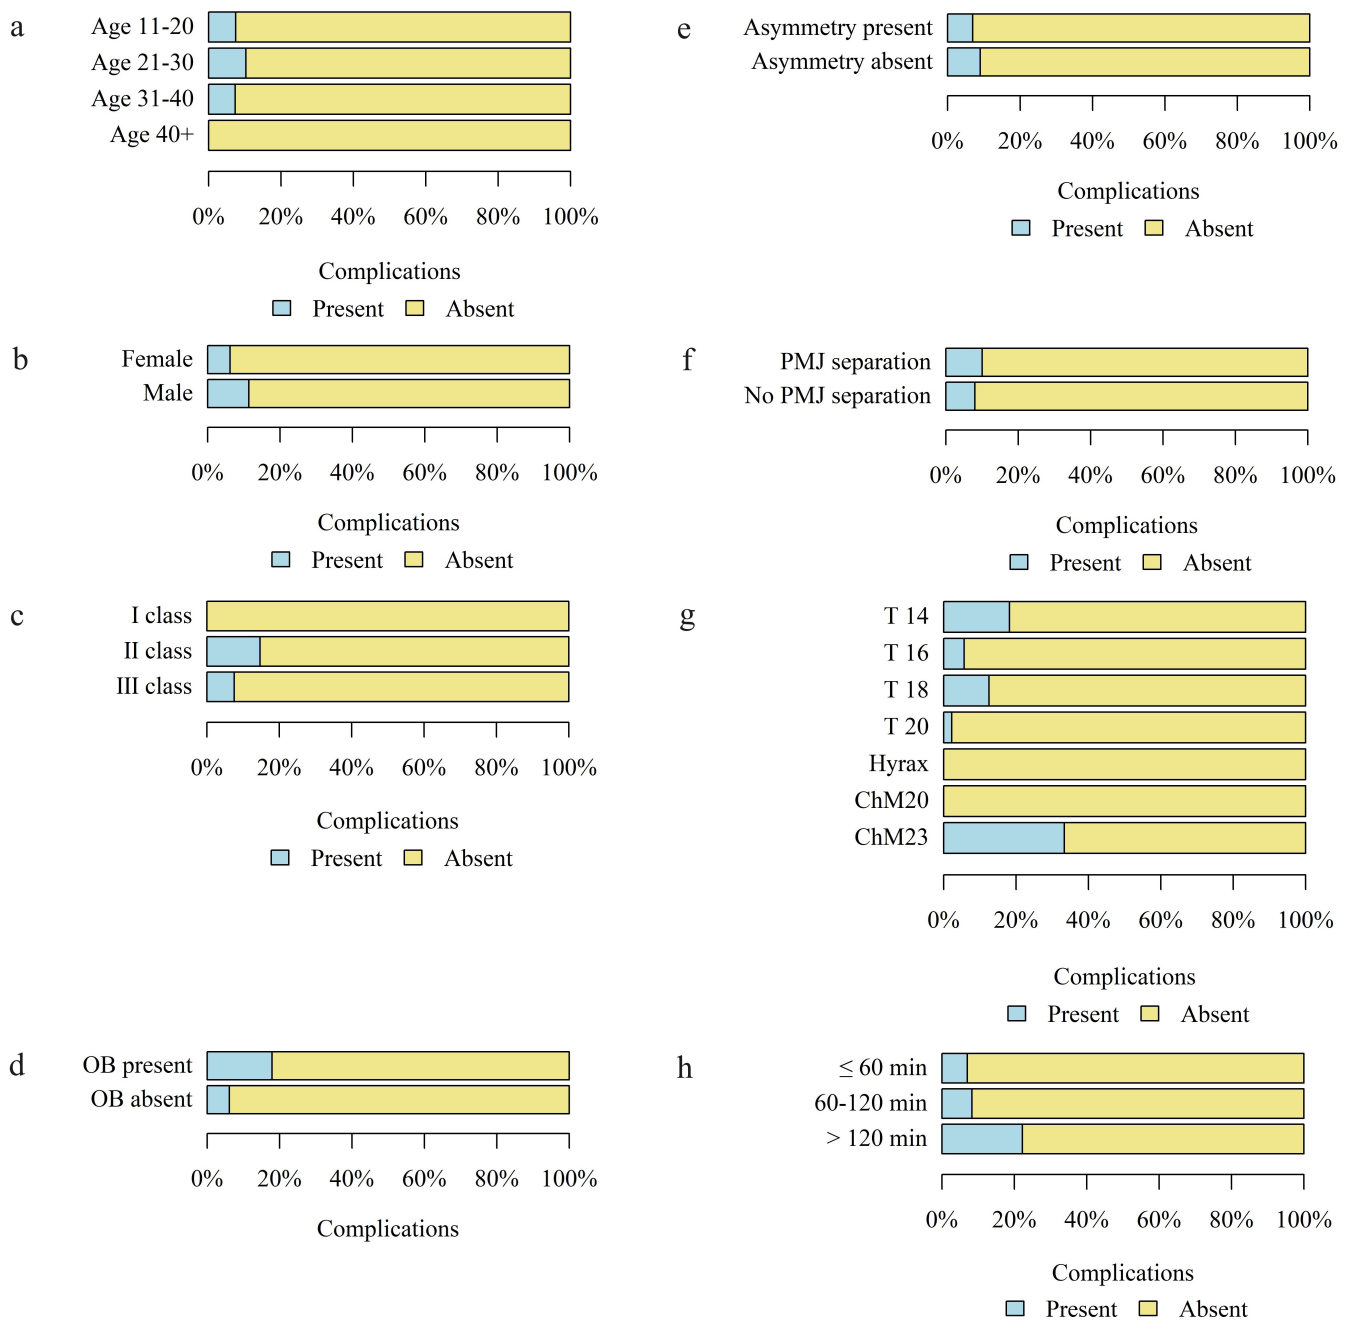 a
Age 11-20
Age 21-30
Age 31-40
Age 40+
0% 20% 40% 60% 80% 100%
Complications
Present Absent
b
Female
Male
0% 20% 40% 60% 80% 100%
Complications
Present Absent
c
I class
II class
III class
0% 20% 40% 60% 80% 100%
Complications
Present Absent
d
OB present
OB absent
0% 20% 40% 60% 80% 100%
Complications
e
Asymmetry present
Asymmetry absent
0% 20% 40% 60% 80% 100%
Complications
Present Absent
f
PMJ separation
No PMJ separation
0% 20% 40% 60% 80% 100%
Complications
Present Absent
g
T 14
T 16
T 18
T 20
Hyrax
ChM20
ChM23
0% 20% 40% 60% 80% 100%
Complications
Present Absent
h
≤ 60 min
60-120 min
> 120 min
0% 20% 40% 60% 80% 100%
Complications
Present Absent